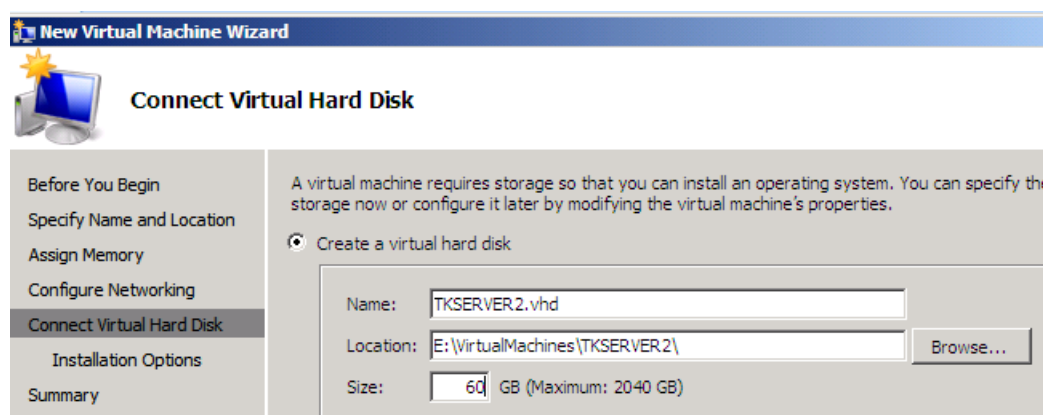 New Virtual Machine Wizard
Connect Virtual Hard Disk
Before You Begin
Specify Name and Location
Assign Memory
Configure Networking
Connect Virtual Hard Disk
Installation Options
Summary
A virtual machine requires storage so that you can install an operating system. You can specify the
storage now or configure it later by modifying the virtual machine's properties.
Create a virtual hard disk
Name: TKSERVER2.vhd
Location: E:\VirtualMachines\TKSERVER2\ Browse...
Size: 60 GB (Maximum: 2040 GB)